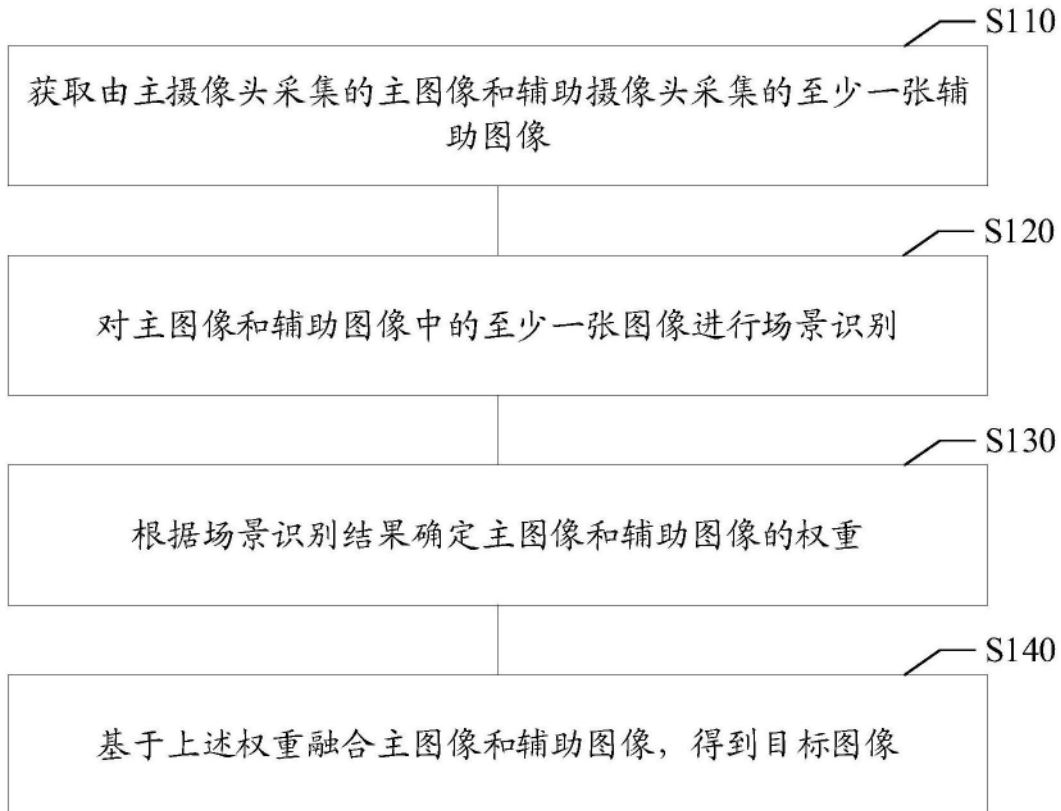 S110
获取由主摄像头采集的主图像和辅助摄像头采集的至少一张辅
助图像
S120
对主图像和辅助图像中的至少一张图像进行场景识别
S130
根据场景识别结果确定主图像和辅助图像的权重
S140
基于上述权重融合主图像和辅助图像，得到目标图像